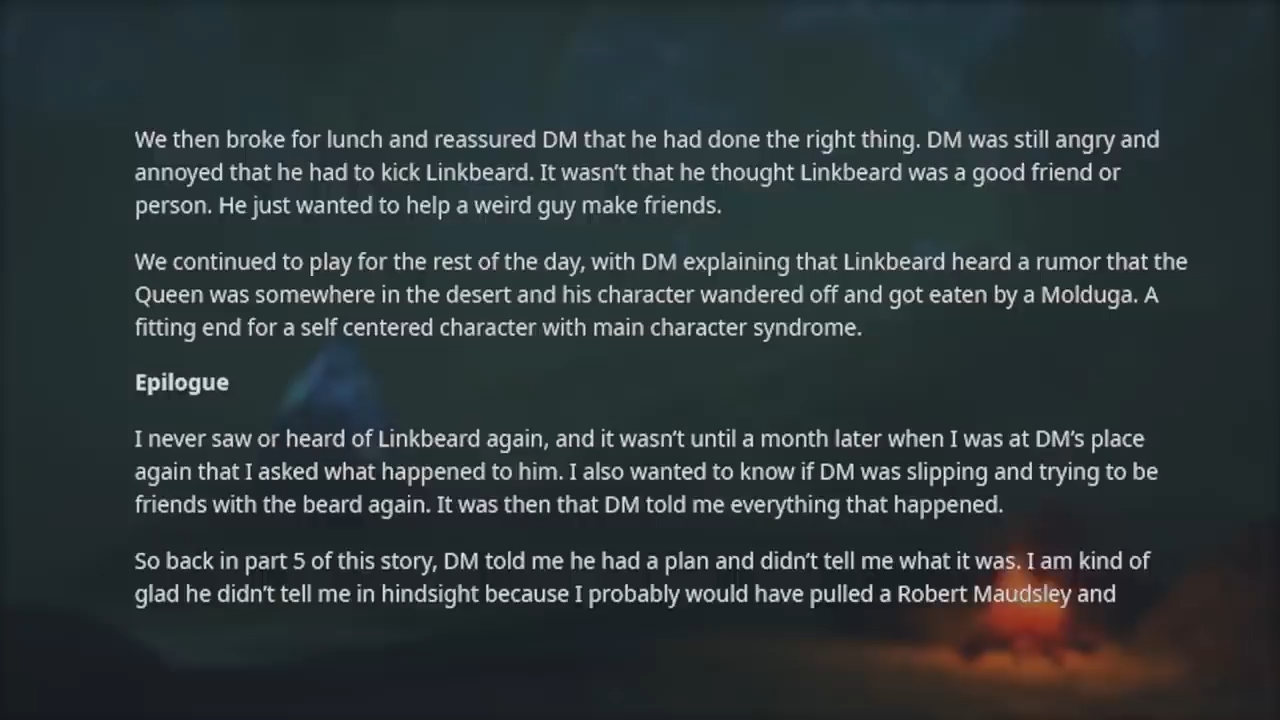 We then broke for lunch and reassured DM that he had done the right thing. DM was still angry and
annoyed that he had to kick Linkbeard. It wasn’t that he thought Linkbeard was a good friend or
person. He just wanted to help a weird guy make friends.
We continued to play for the rest of the day, with DM explaining that Linkbeard heard a rumor that the
Queen was somewhere in the desert and his character wandered off and got eaten by a Molduga. A
fitting end for a self centered character with main character syndrome.
Epilogue
I never saw or heard of Linkbeard again, and it wasn’t until a month later when I was at DM’s place
again that I asked what happened to him. I also wanted to know if DM was slipping and trying to be
friends with the beard again. It was then that DM told me everything that happened.
So back in part 5 of this story, DM told me he had a plan and didn’t tell me what it was. I am kind of
glad he didn’t tell me in hindsight because I probably would have pulled a Robert Maudsley and